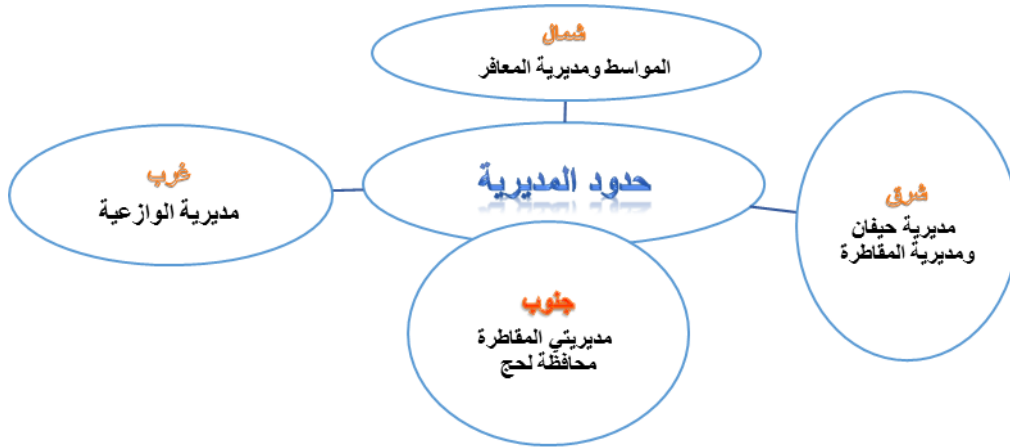 شمال
المواسط ومديرية المعافر
حدود المديرية
شرق
مديرية حيفان
ومديرية المقاطرة
غرب
مديرية الوازعية
جنوب
مديريتي المقاطرة
محافظة لحج